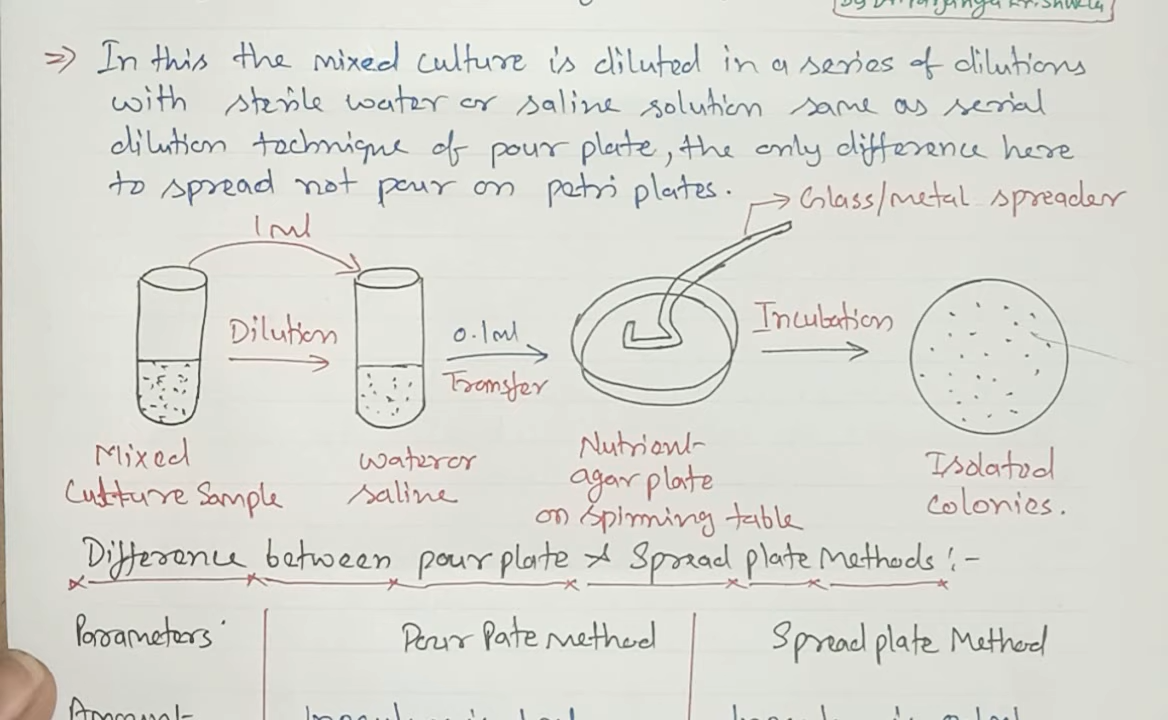 => In this the mixed culture is diluted in a series of dilutions
with sterile water or saline solution same as serial
dilution technique of pour plate, the only difference here
to spread not pour on petri plates.
→ Glass/metal spreader
1ml
Dilution
0.1ml
Transfer
Incubation
Mixed
Cutture Sample
water or
saline
Nutrient
agar plate
on spinning table
Isolated
colonies.
Difference between pour plate & Spread plate Methods :-
Parameters
Pour Pate method
Spread plate Method